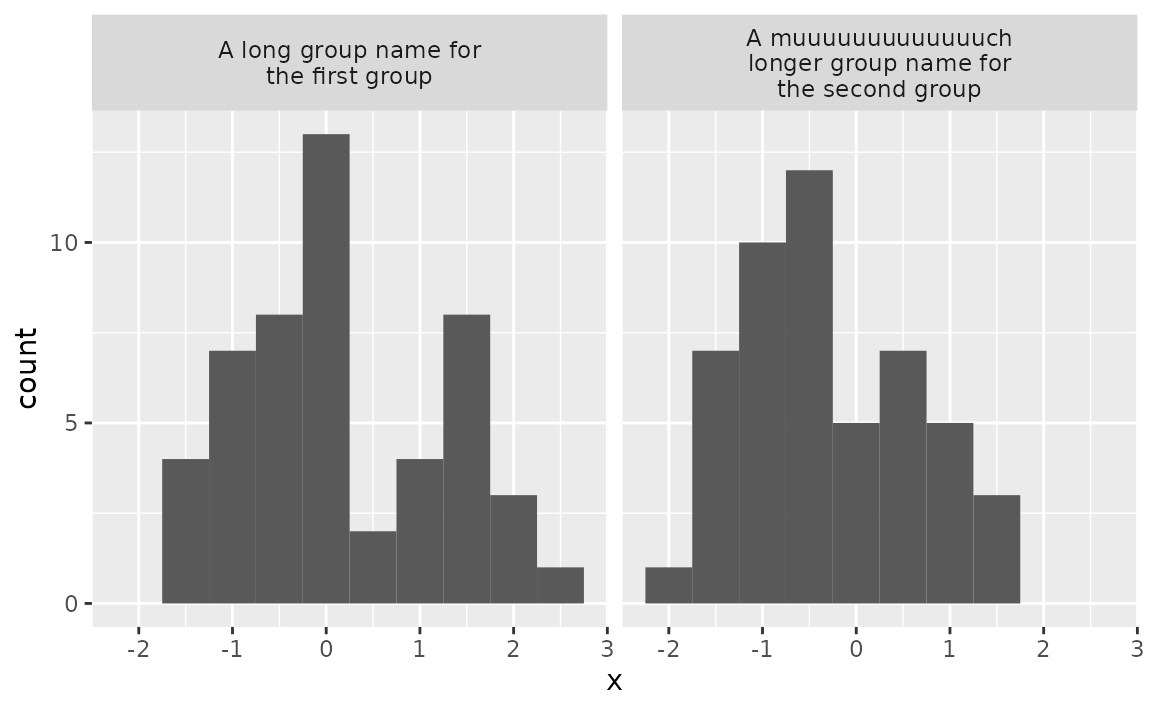 A long group name for
the first group
A muuuuuuuuuuuuuch
longer group name for
the second group
count
10
5
0
-2 -1 0 1 2 3
-2 -1 0 1 2 3
x